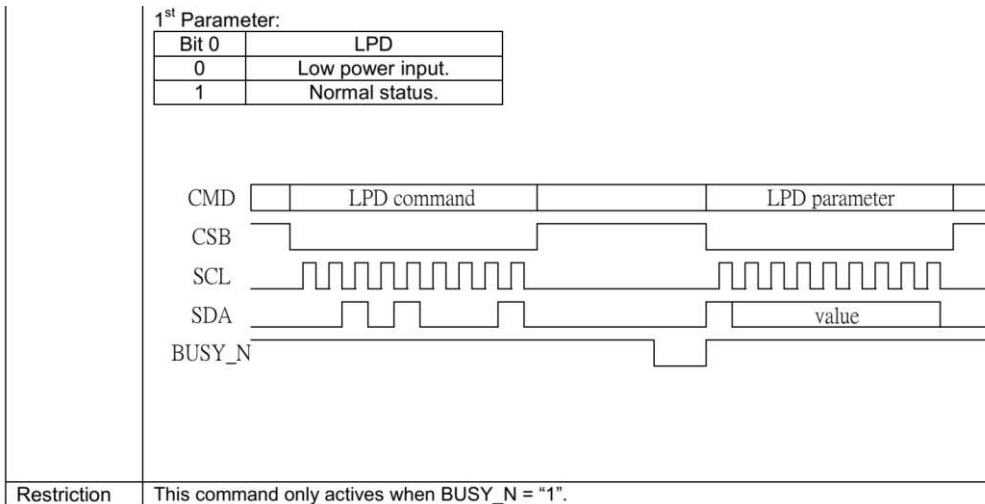 1st Parameter:
Bit 0 LPD
0 Low power input.
1 Normal status.
CMD LPD command LPD parameter
CSB
SCL
SDA value
BUSY_N
Restriction This command only actives when BUSY_N = “1”.